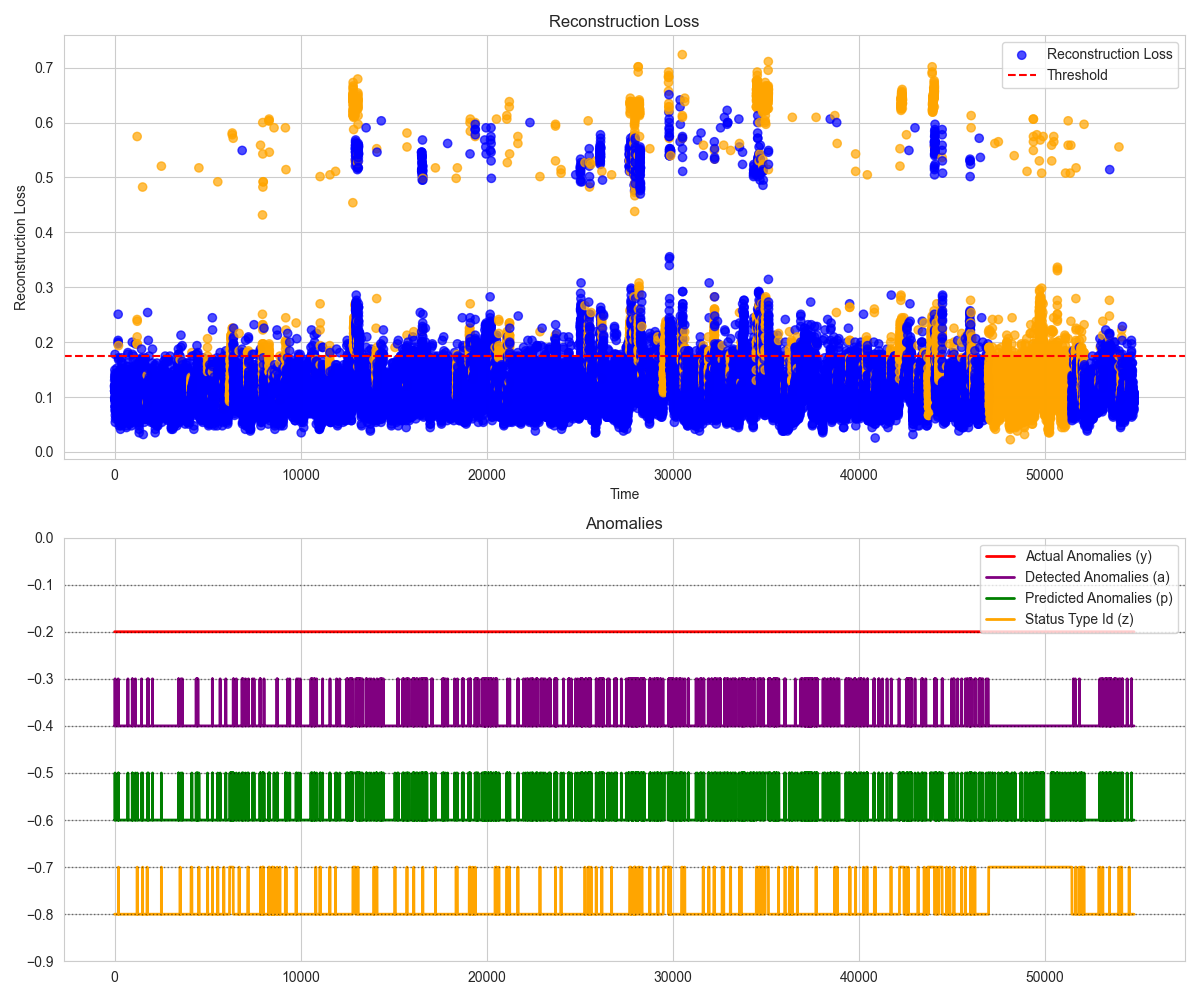 Reconstruction Loss
Reconstruction Loss
0.7
0.6
0.5
0.4
0.3
0.2
0.1
0.0
Reconstruction Loss
Threshold
0 10000 20000 30000 40000 50000
Time
Anomalies
0.0
−0.1
−0.2
−0.3
−0.4
−0.5
−0.6
−0.7
−0.8
−0.9
Actual Anomalies (y)
Detected Anomalies (a)
Predicted Anomalies (p)
Status Type Id (z)
0 10000 20000 30000 40000 50000